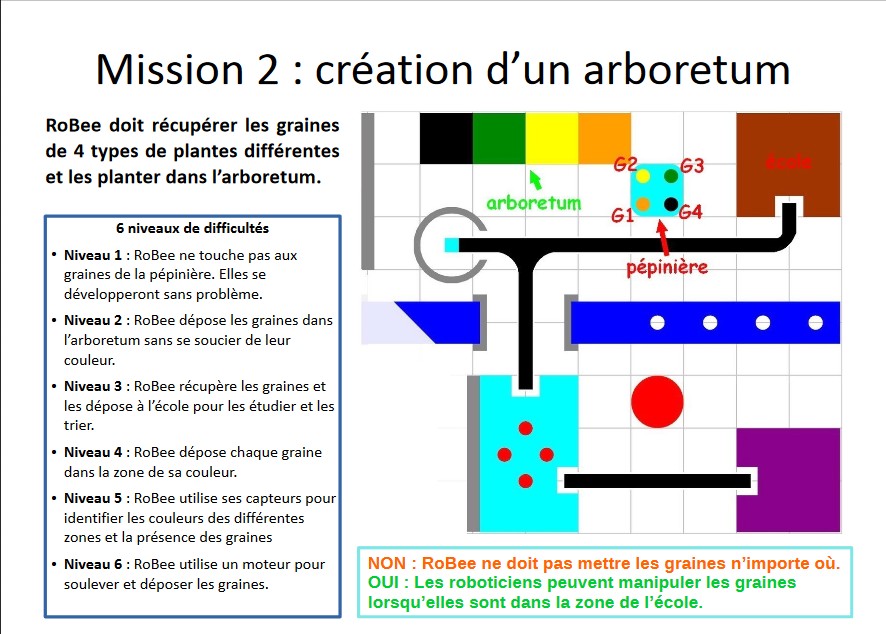 Mission 2 : création d’un arboretum
RoBee doit récupérer les graines
de 4 types de plantes différentes
et les planter dans l’arboretum.
6 niveaux de difficultés
• Niveau 1 : RoBee ne touche pas aux
graines de la pépinière. Elles se
développeront sans problème.
• Niveau 2 : RoBee dépose les graines dans
l’arboretum sans se soucier de leur
couleur.
• Niveau 3 : RoBee récupère les graines et
les dépose à l’école pour les étudier et les
trier.
• Niveau 4 : RoBee dépose chaque graine
dans la zone de sa couleur.
• Niveau 5 : RoBee utilise ses capteurs pour
identifier les couleurs des différentes
zones et la présence des graines
• Niveau 6 : RoBee utilise un moteur pour
soulever et déposer les graines.
école
G2
G3
arboretum
G1
G4
pépinière
NON : RoBee ne doit pas mettre les graines n’importe où.
OUI : Les roboticiens peuvent manipuler les graines
lorsqu’elles sont dans la zone de l’école.